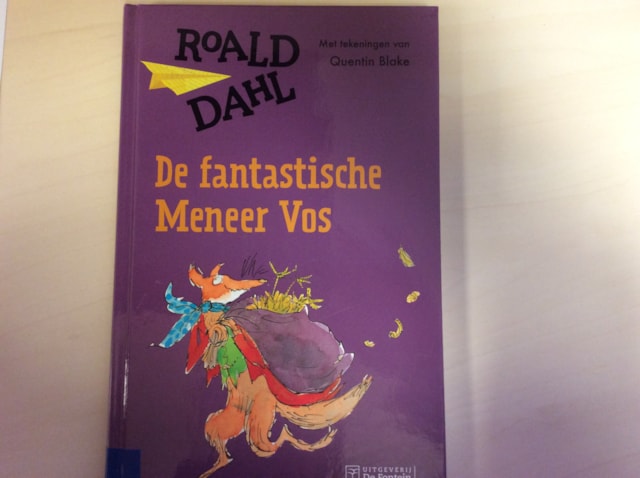 ROALD
DAHL
Met tekeningen van
Quentin Blake
De fantastische
Meneer Vos
UITGEVERIJ
De Fontein